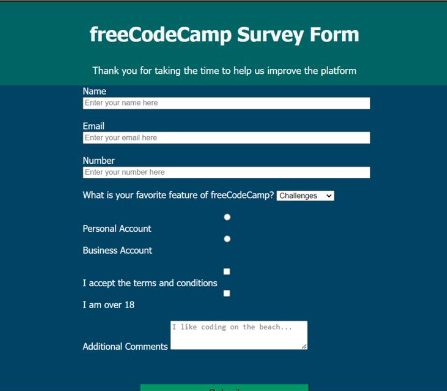 freeCodeCamp Survey Form
Thank you for taking the time to help us improve the platform
Name
Enter your name here
Email
Enter your email here
Number
Enter your number here
What is your favorite feature of freeCodeCamp? Challenges
Personal Account
Business Account
I accept the terms and conditions
I am over 18
I like coding on the beach...
Additional Comments